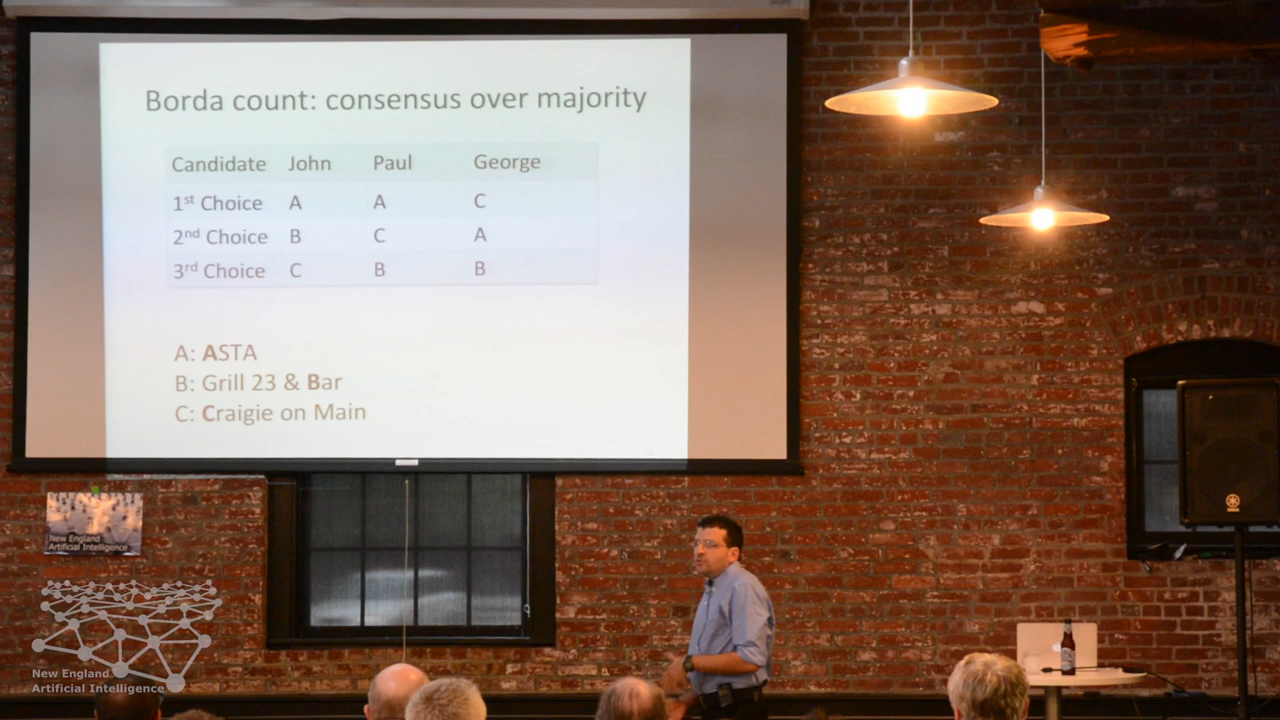 Borda count: consensus over majority
Candidate John Paul George
1st Choice A A C
2nd Choice B C A
3rd Choice C B B
A: ASTA
B: Grill 23 & Bar
C: Craigie on Main
New England
Artificial Intelligence
New England
Artificial Intelligence